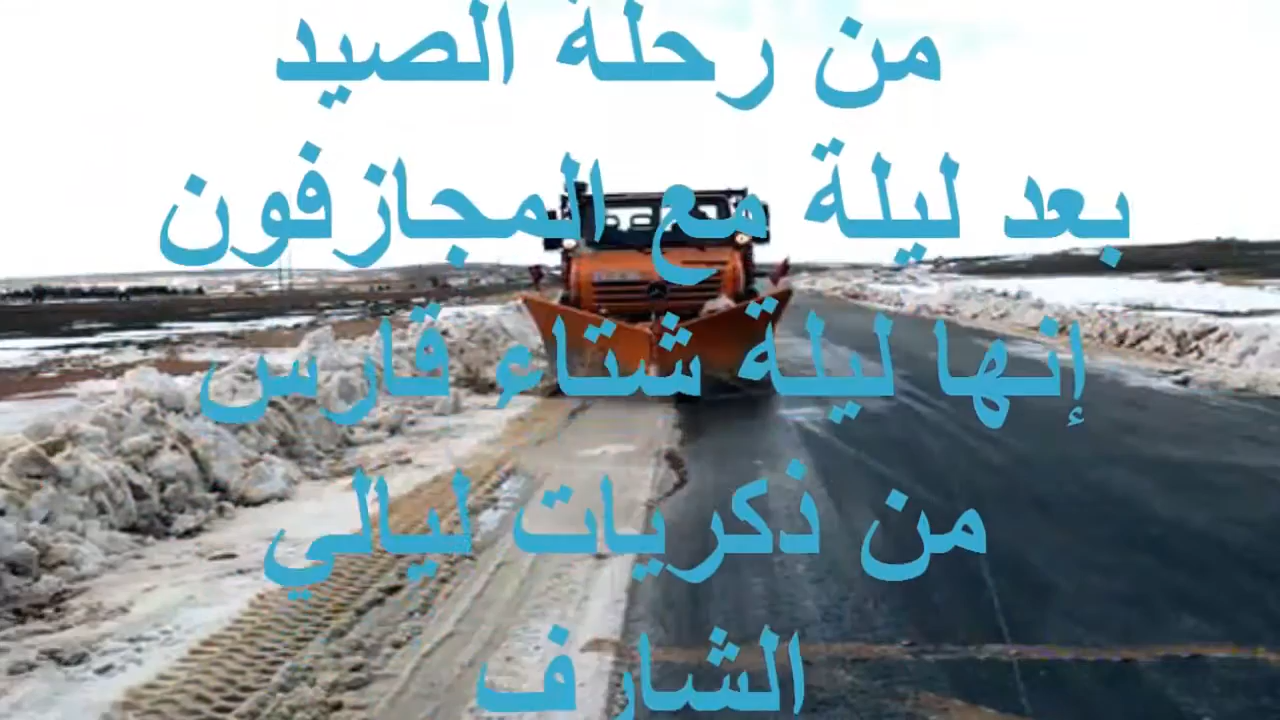 من رحلة الصيد
بعد ليلة مع المجازفون
إنها ليلة شتاء قارس
من ذكريات ليالي
الشارف